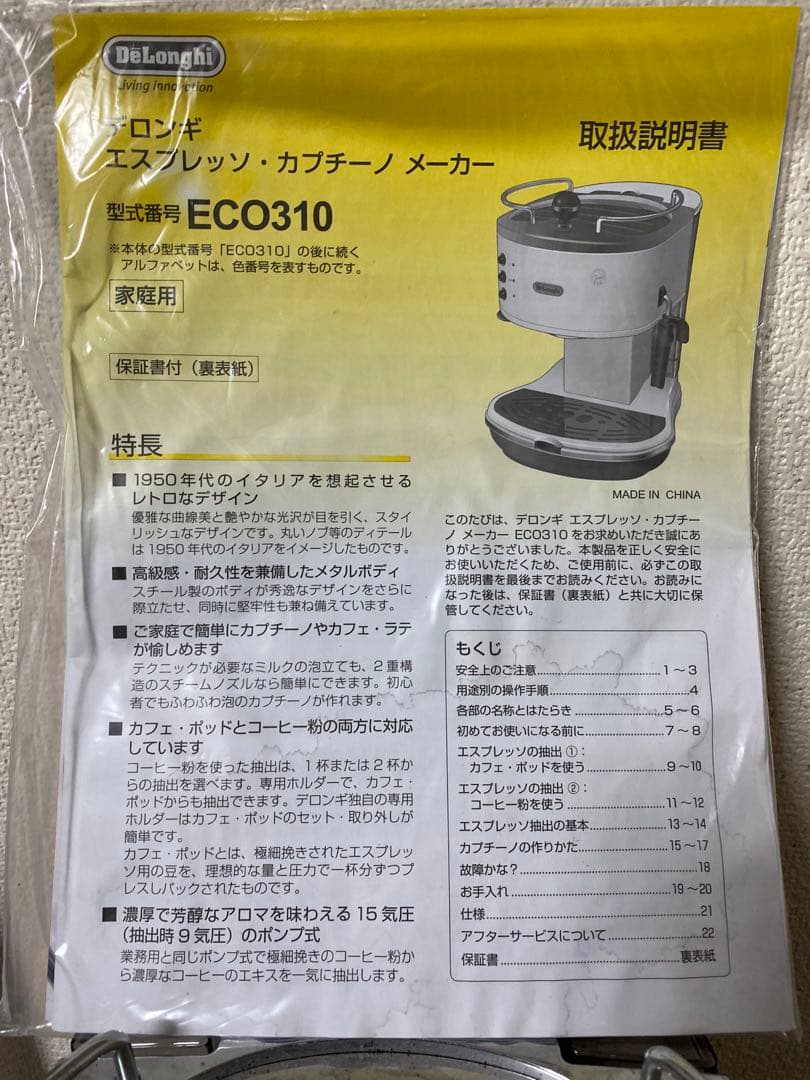 DeLonghi
Living innovation
デロンギ
エスプレッソ・カプチーノ メーカー
取扱説明書
型式番号 ECO310
※本体の型式番号「ECO310」の後に続く
アルファベットは、色番号を表すものです。
家庭用
保証書付（裏表紙）
DeLonghi
MADE IN CHINA
特長
■ 1950年代のイタリアを想起させる
レトロなデザイン
優雅な曲線美と艶やかな光沢が目を引く、スタイ
リッシュなデザインです。丸いノブ等のディテール
は1950年代のイタリアをイメージしたものです。
■ 高級感・耐久性を兼備したメタルボディ
スチール製のボディが秀逸なデザインをさらに
際立たせ、同時に堅牢性も兼ね備えています。
■ ご家庭で簡単にカプチーノやカフェ・ラテ
が愉しめます
テクニックが必要なミルクの泡立ても、2重構
造のスチームノズルなら簡単にできます。初心
者でもふわふわ泡のカプチーノが作れます。
■ カフェ・ポッドとコーヒー粉の両方に対応
しています
コーヒー粉を使った抽出は、1杯または2杯か
らの抽出を選べます。専用ホルダーで、カフェ・
ポッドからも抽出できます。デロンギ独自の専用
ホルダーはカフェ・ポッドのセット・取り外しが
簡単です。
カフェ・ポッドとは、極細挽きされたエスプレッ
ソ用の豆を、理想的な量と圧力で一杯分ずつプ
レスしパックされたものです。
■ 濃厚で芳醇なアロマを味わえる15気圧
（抽出時9気圧）のポンプ式
業務用と同じポンプ式で極細挽きのコーヒー粉か
ら濃厚なコーヒーのエキスを一気に抽出します。
このたびは、デロンギ エスプレッソ・カプチー
ノ メーカー ECO310をお求めいただき誠にあ
りがとうございました。本製品を正しく安全に
お使いいただくため、ご使用前に、必ずこの取
扱説明書を最後までお読みください。お読みに
なった後は、保証書（裏表紙）と共に大切に保
管してください。
もくじ
安全上のご注意 1～3
用途別の操作手順 4
各部の名称とはたらき 5～6
初めてお使いになる前に 7～8
エスプレッソの抽出①：
カフェ・ポッドを使う 9～10
エスプレッソの抽出②：
コーヒー粉を使う 11～12
エスプレッソ抽出の基本 13～14
カプチーノの作りかた 15～17
故障かな？ 18
お手入れ 19～20
仕様 21
アフターサービスについて 22
保証書 裏表紙